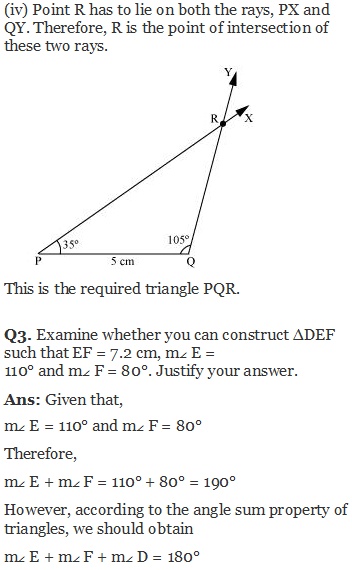 (iv) Point R has to lie on both the rays, PX and
QY. Therefore, R is the point of intersection of
these two rays.
Y
R
X
35°
105°
P
5 cm
Q
This is the required triangle PQR.
Q3. Examine whether you can construct ΔDEF
such that EF = 7.2 cm, m∠ E =
110° and m∠ F = 80°. Justify your answer.
Ans: Given that,
m∠ E = 110° and m∠ F = 80°
Therefore,
m∠ E + m∠ F = 110° + 80° = 190°
However, according to the angle sum property of
triangles, we should obtain
m∠ E + m∠ F + m∠ D = 180°